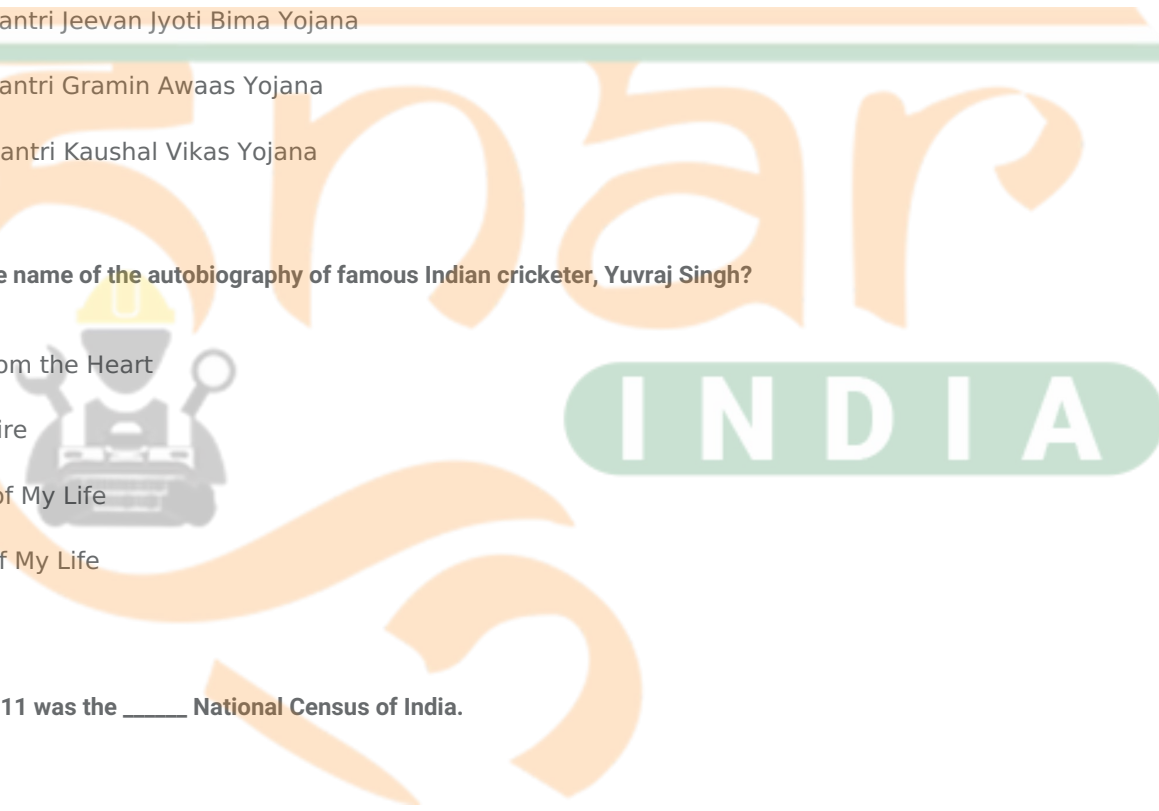 antri Jeevan Jyoti Bima Yojana
antri Gramin Awaas Yojana
antri Kaushal Vikas Yojana
e name of the autobiography of famous Indian cricketer, Yuvraj Singh?
om the Heart
ire
of My Life
f My Life
INDIA
11 was the ______ National Census of India.